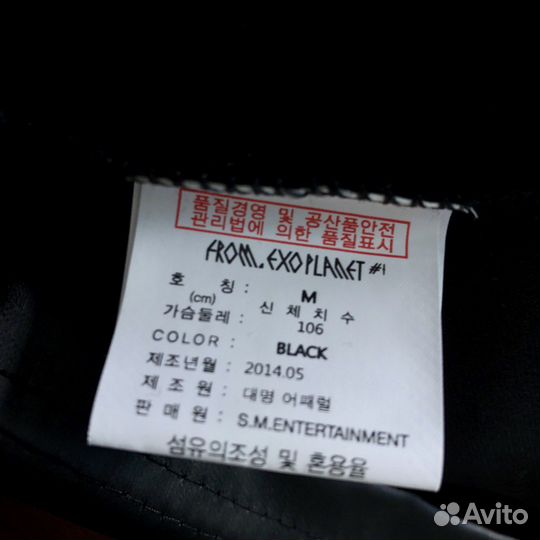 품질경영 및 공산품안전
관리법에 의한 품질표시
FROM. EXOPLANET #1
호 칭 : M
(cm) 신 체 치 수
가슴둘레 : 106
COLOR : BLACK
제조년월 : 2014.05
제 조 원 : 대명 어패럴
판 매 원 : S.M.ENTERTAINMENT
섬유의조성 및 혼용율
Avito